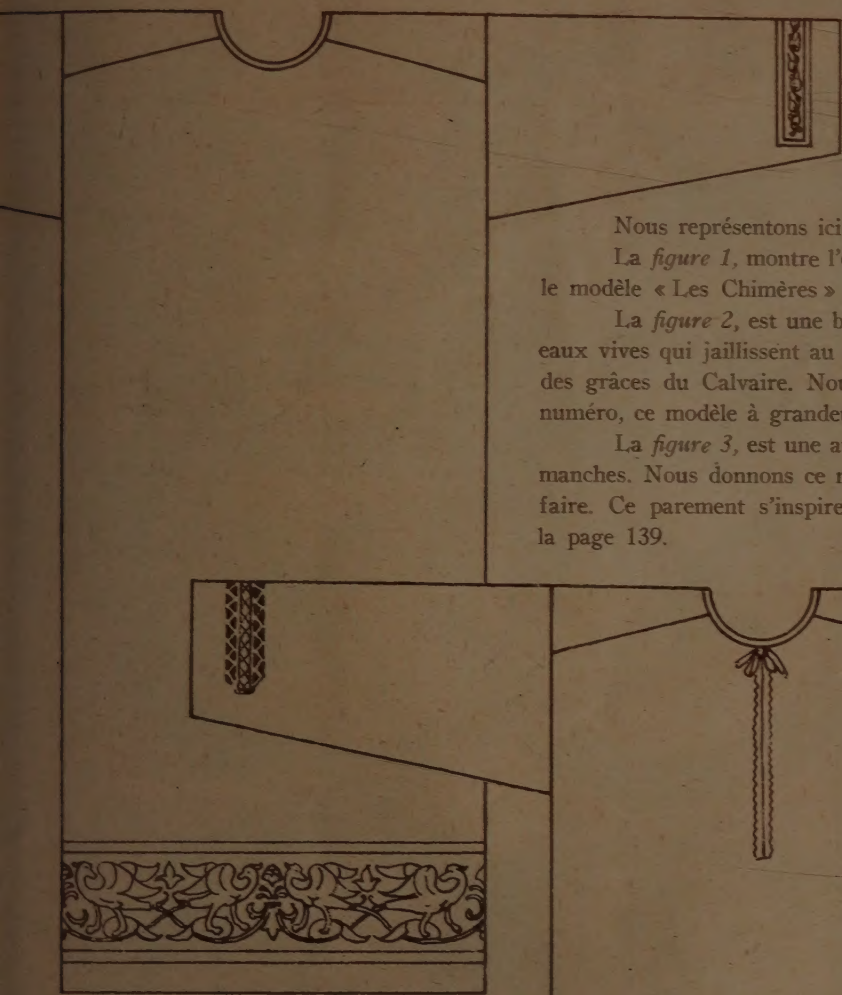 Nous représentons ici
La figure 1, montre l'
le modèle « Les Chimères »
La figure 2, est une b
eaux vives qui jaillissent au
des grâces du Calvaire. Nou
numéro, ce modèle à grande
La figure 3, est une a
manches. Nous donnons ce
faire. Ce parement s'inspire
la page 139.